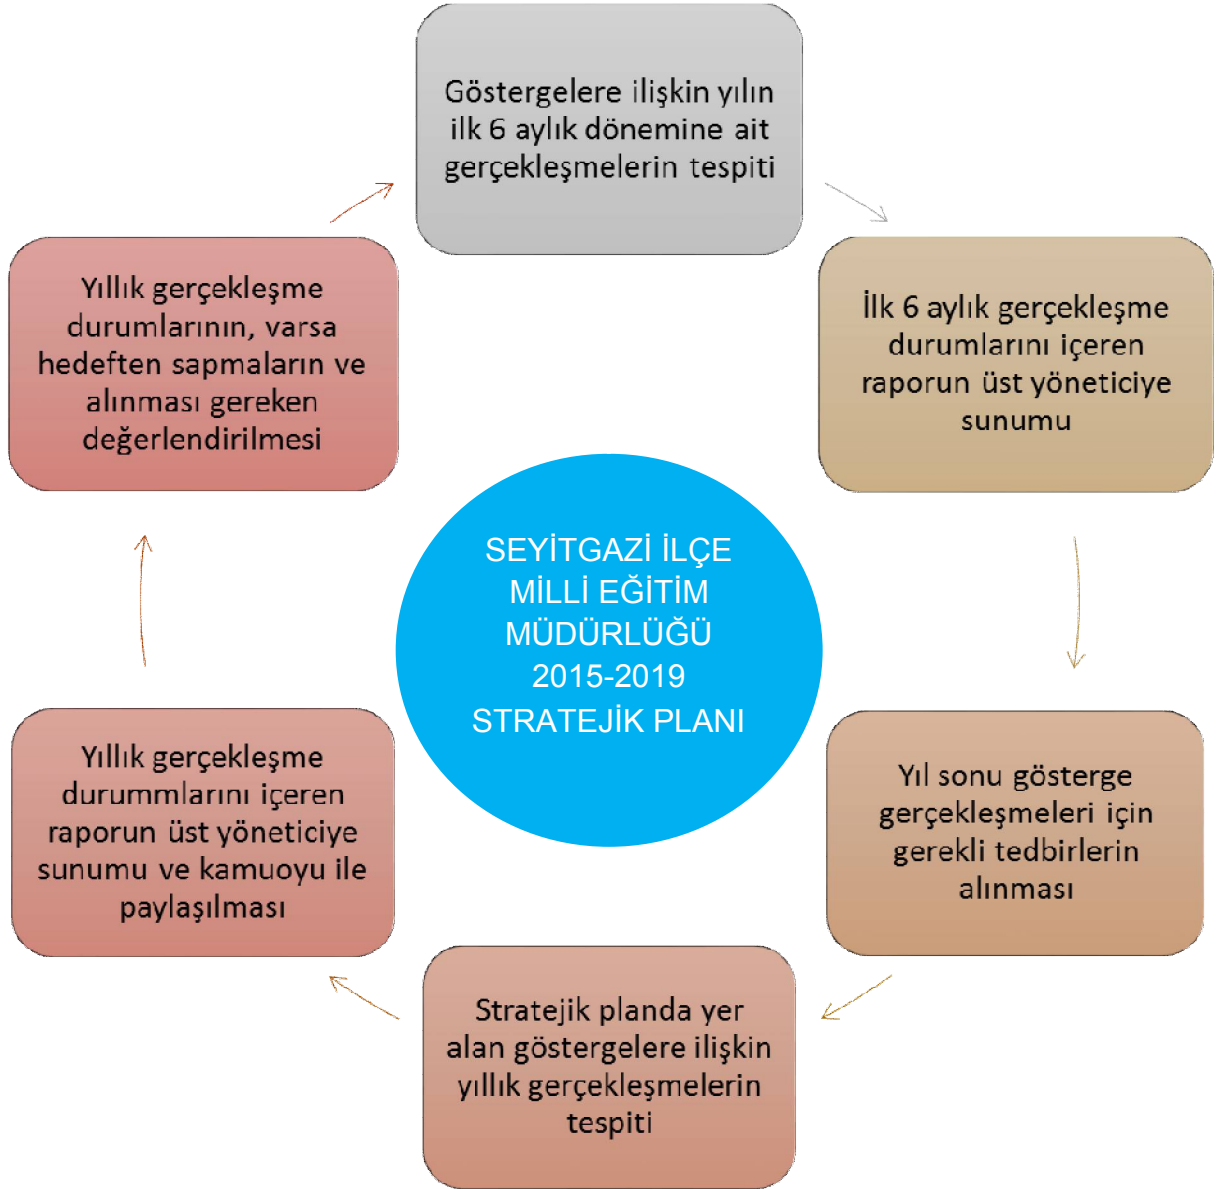 Göstergelere ilişkin yılın
ilk 6 aylık dönemine ait
gerçekleşmelerin tespiti
İlk 6 aylık gerçekleşme
durumlarını içeren
raporun üst yöneticiye
sunumu
Yıl sonu gösterge
gerçekleşmeleri için
gerekli tedbirlerin
alınması
Stratejik planda yer
alan göstergelere ilişkin
yıllık gerçekleşmelerin
tespiti
Yıllık gerçekleşme
durummlarını içeren
raporun üst yöneticiye
sunumu ve kamuoyu ile
paylaşılması
Yıllık gerçekleşme
durumlarının, varsa
hedeften sapmaların ve
alınması gereken
değerlendirilmesi
SEYİTGAZİ İLÇE
MİLLİ EĞİTİM
MÜDÜRLÜĞÜ
2015-2019
STRATEJİK PLANI